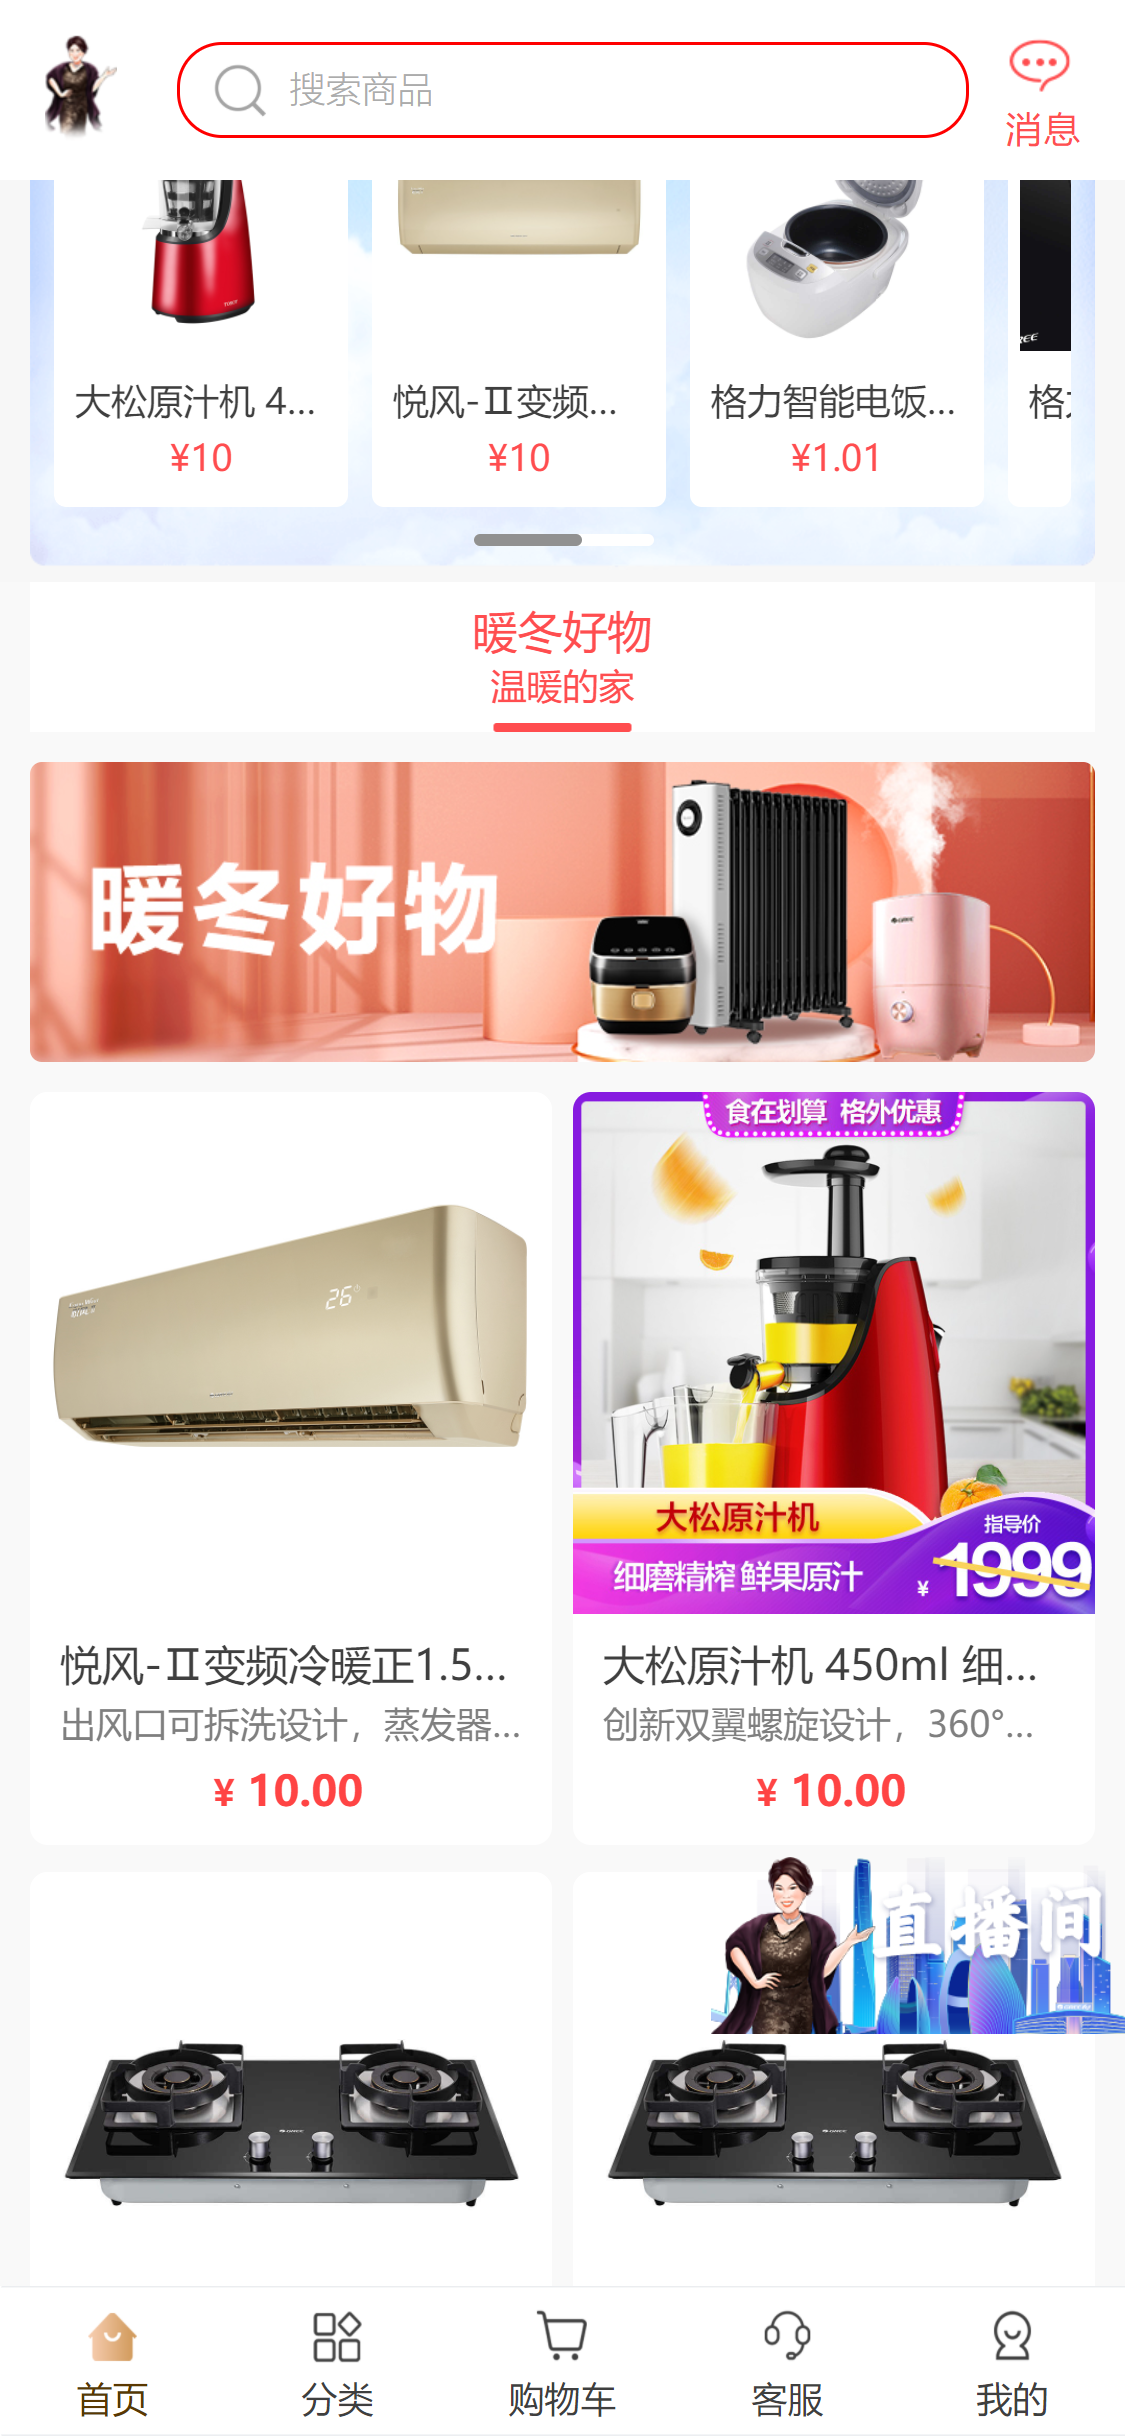 搜索商品
消息
大松原汁机 4...
¥10
悦风-Ⅱ变频...
¥10
格力智能电饭...
¥1.01
暖冬好物
温暖的家
暖冬好物
GREE
26
食在划算 格外优惠
大松原汁机
细磨精榨 鲜果原汁
指导价
¥1999
悦风-Ⅱ变频冷暖正1.5...
出风口可拆洗设计，蒸发器...
¥ 10.00
大松原汁机 450ml 细...
创新双翼螺旋设计，360°...
¥ 10.00
直播间
GREE
GREE
首页
分类
购物车
客服
我的